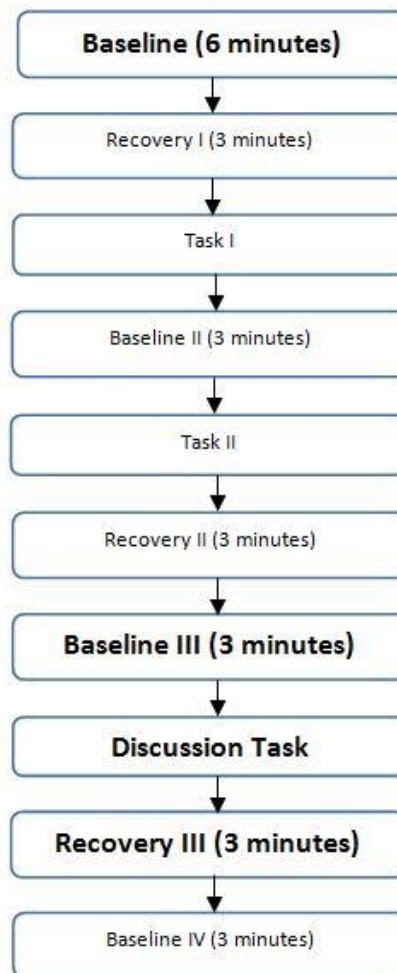 Baseline (6 minutes)
Recovery I (3 minutes)
Task I
Baseline II (3 minutes)
Task II
Recovery II (3 minutes)
Baseline III (3 minutes)
Discussion Task
Recovery III (3 minutes)
Baseline IV (3 minutes)